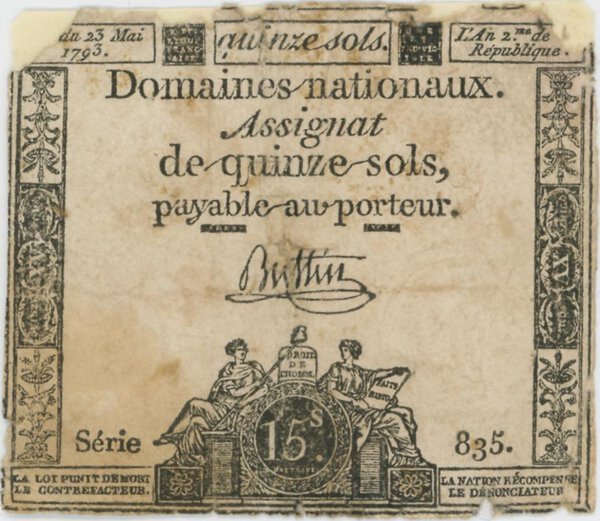 du 23 Mai
1793.
quinze sols.
L'An 2.me de
République.
Domaines nationaux.
Assignat
de quinze sols,
payable au porteur.
Buttin
DROIT
DE
L'HOMM.
15s.
Série
835.
LA LOI PUNIT DE MORT
LE CONTREFACTEUR.
LA NATION RÉCOMPENSE
LE DÉNONCIATEUR